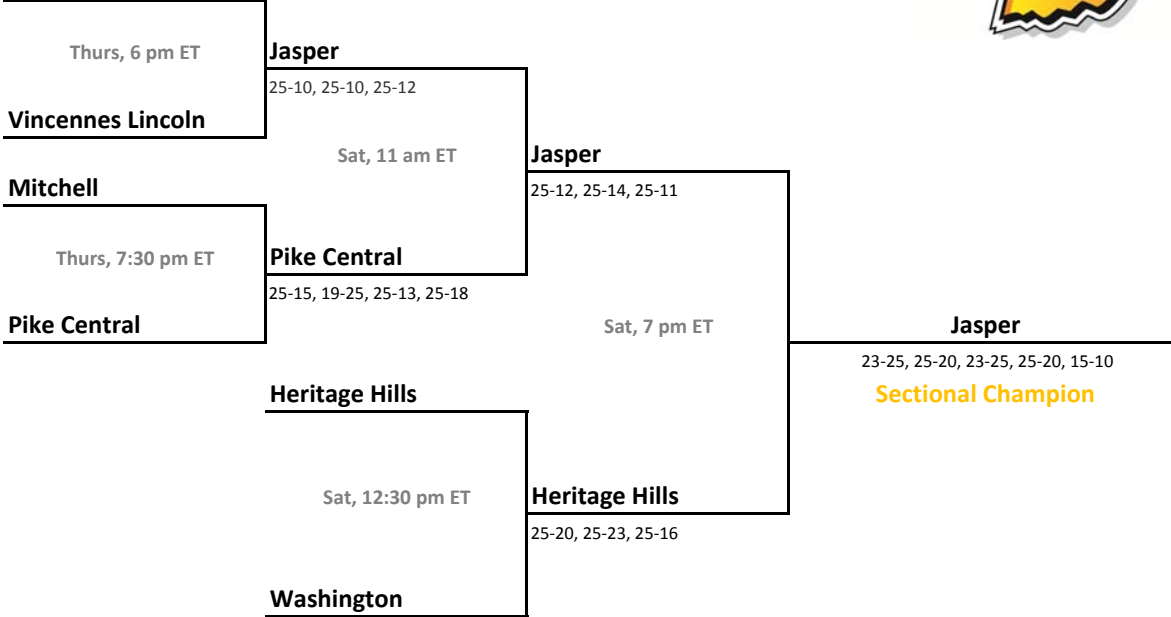 Thurs, 6 pm ET
Jasper
25-10, 25-10, 25-12
Vincennes Lincoln
Sat, 11 am ET
Jasper
Mitchell
25-12, 25-14, 25-11
Thurs, 7:30 pm ET
Pike Central
25-15, 19-25, 25-13, 25-18
Pike Central
Sat, 7 pm ET
Jasper
23-25, 25-20, 23-25, 25-20, 15-10
Heritage Hills
Sectional Champion
Sat, 12:30 pm ET
Heritage Hills
25-20, 25-23, 25-16
Washington